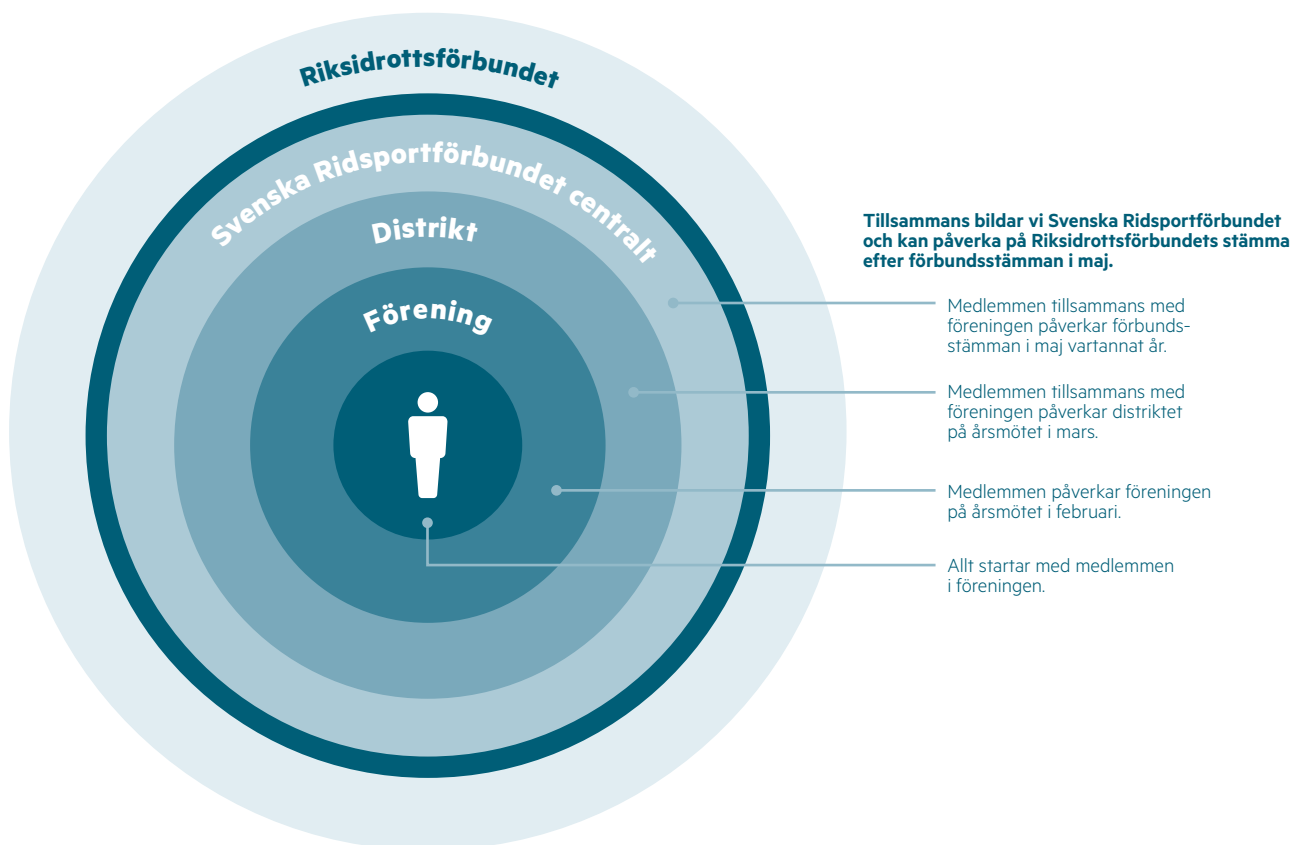 Riksidrottsförbundet
Svenska Ridsportförbundet centralt
Distrikt
Förening
Tillsammans bildar vi Svenska Ridsportförbundet
och kan påverka på Riksidrottsförbundets stämma
efter förbundsstämman i maj.
Medlemmen tillsammans med
föreningen påverkar förbunds-
stämman i maj vartannat år.
Medlemmen tillsammans med
föreningen påverkar distriktet
på årsmötet i mars.
Medlemmen påverkar föreningen
på årsmötet i februari.
Allt startar med medlemmen
i föreningen.